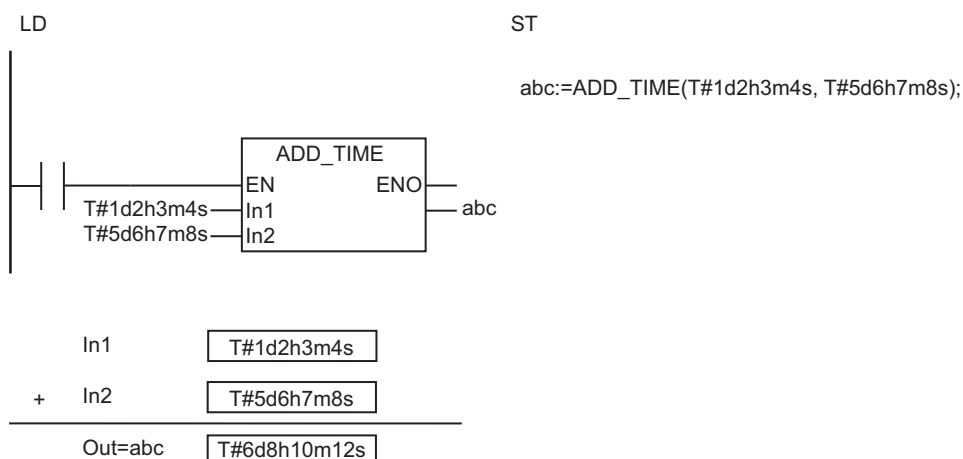 LD
ST
abc:=ADD_TIME(T#1d2h3m4s, T#5d6h7m8s);
ADD_TIME
EN ENO
T#1d2h3m4s In1 abc
T#5d6h7m8s In2
In1 T#1d2h3m4s
+ In2 T#5d6h7m8s
Out=abc T#6d8h10m12s